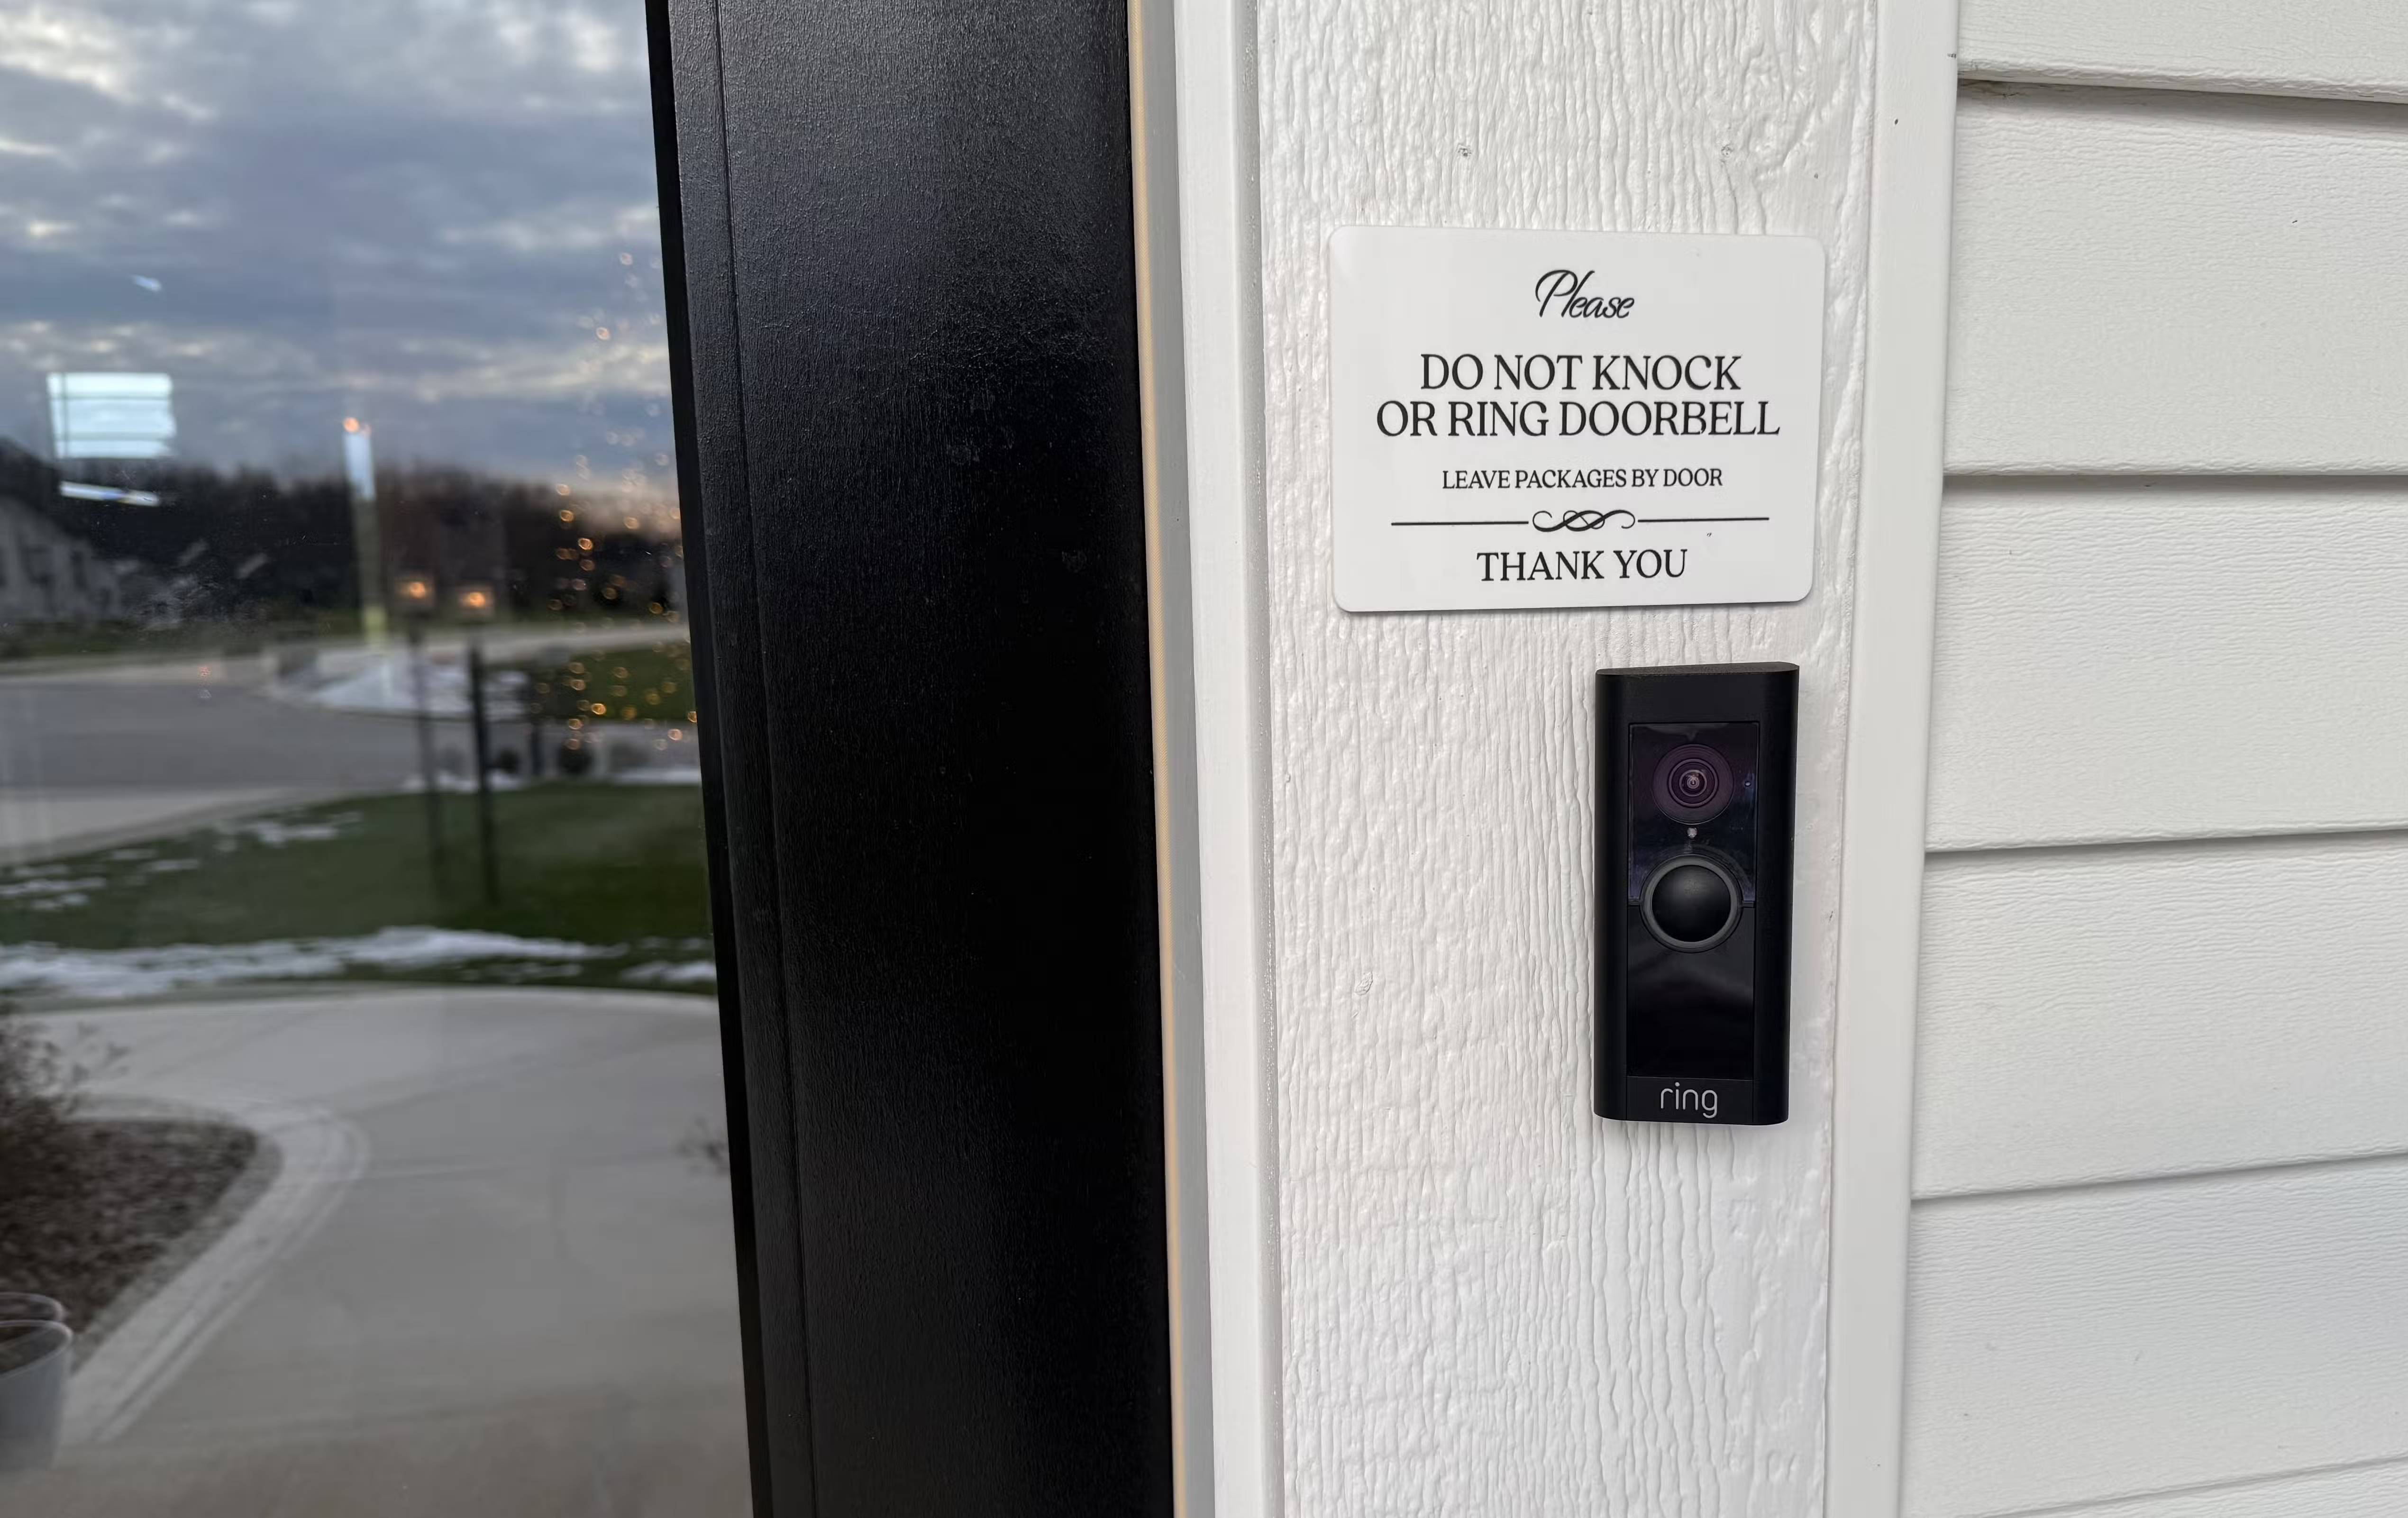 Please
DO NOT KNOCK
OR RING DOORBELL
LEAVE PACKAGES BY DOOR
THANK YOU
ring